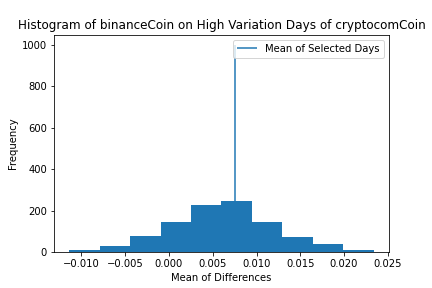 Histogram of binanceCoin on High Variation Days of cryptocomCoin
Mean of Selected Days
1000
800
600
400
200
0
Frequency
−0.010 −0.005 0.000 0.005 0.010 0.015 0.020 0.025
Mean of Differences